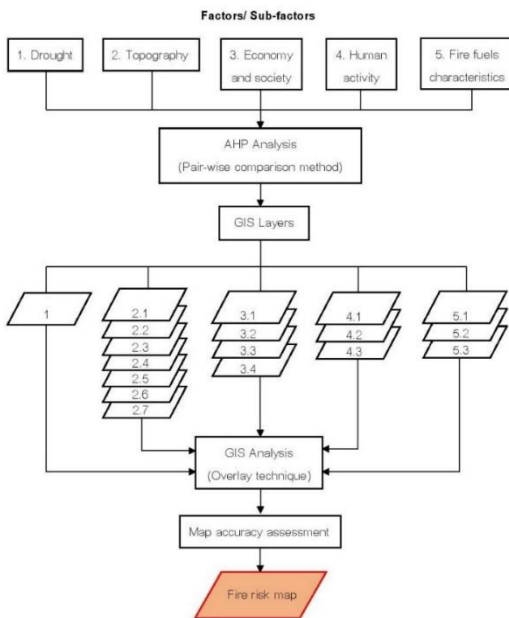 Factors/ Sub-factors
1. Drought
2. Topography
3. Economy
and society
4. Human
activity
5. Fire fuels
characteristics
AHP Analysis
(Pair-wise comparison method)
GIS Layers
1
2.1
2.2
2.3
2.4
2.5
2.6
2.7
3.1
3.2
3.3
3.4
4.1
4.2
4.3
5.1
5.2
5.3
GIS Analysis
(Overlay technique)
Map accuracy assessment
Fire risk map